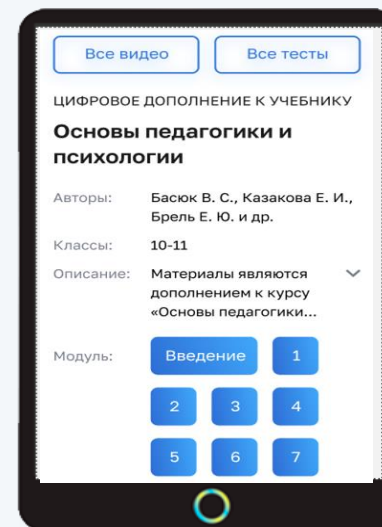 Все видео Все тесты
ЦИФРОВОЕ ДОПОЛНЕНИЕ К УЧЕБНИКУ
Основы педагогики и
психологии
Авторы: Басюк В. С., Казакова Е. И.,
Брель Е. Ю. и др.
Классы: 10-11
Описание: Материалы являются
дополнением к курсу
«Основы педагогики...
Модуль: Введение 1
2 3 4
5 6 7